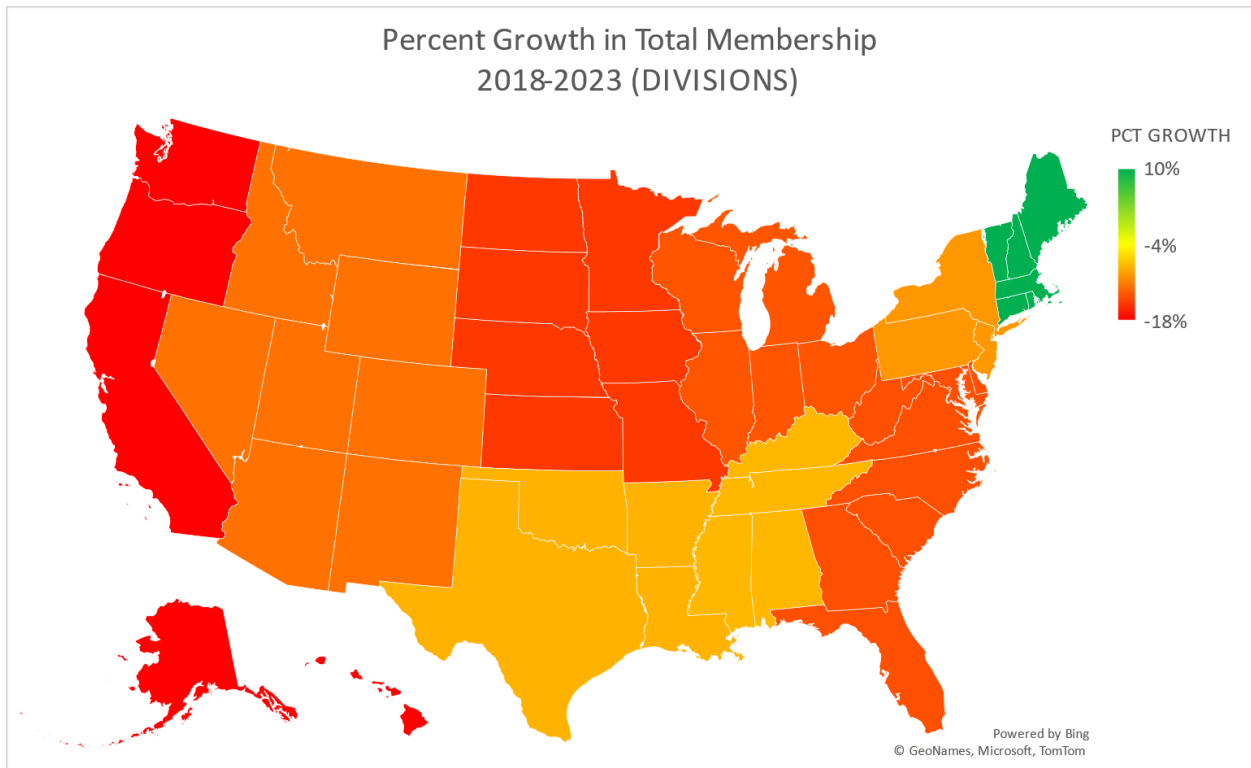 Percent Growth in Total Membership
2018-2023 (DIVISIONS)
PCT GROWTH
10%
-4%
-18%
Powered by Bing
© GeoNames, Microsoft, TomTom